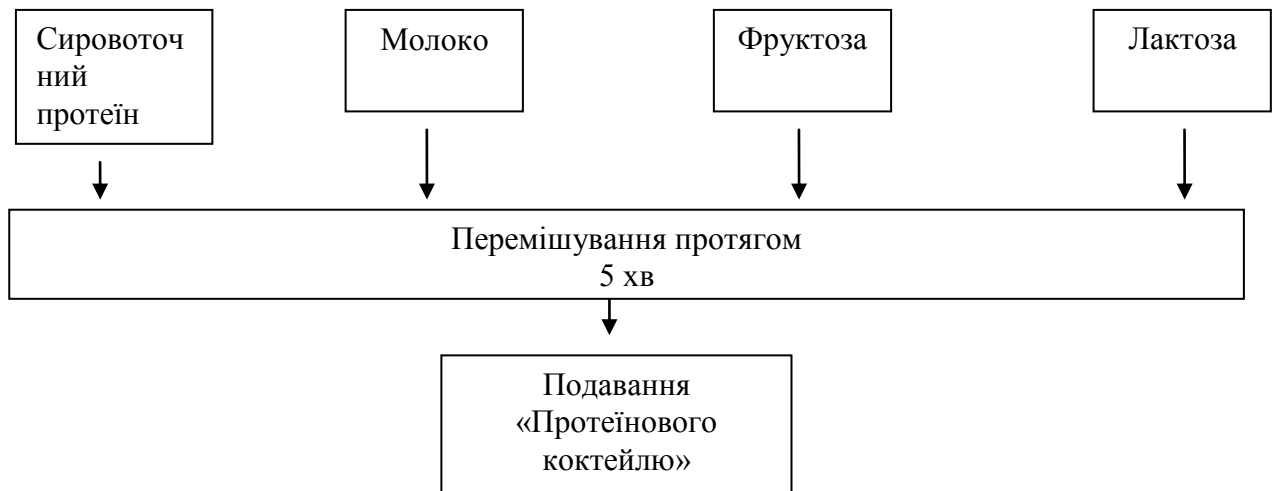 Сировоточ
ний
протеїн
Молоко
Фруктоза
Лактоза
Перемішування протягом
5 хв
Подавання
«Протеїнового
коктейлю»